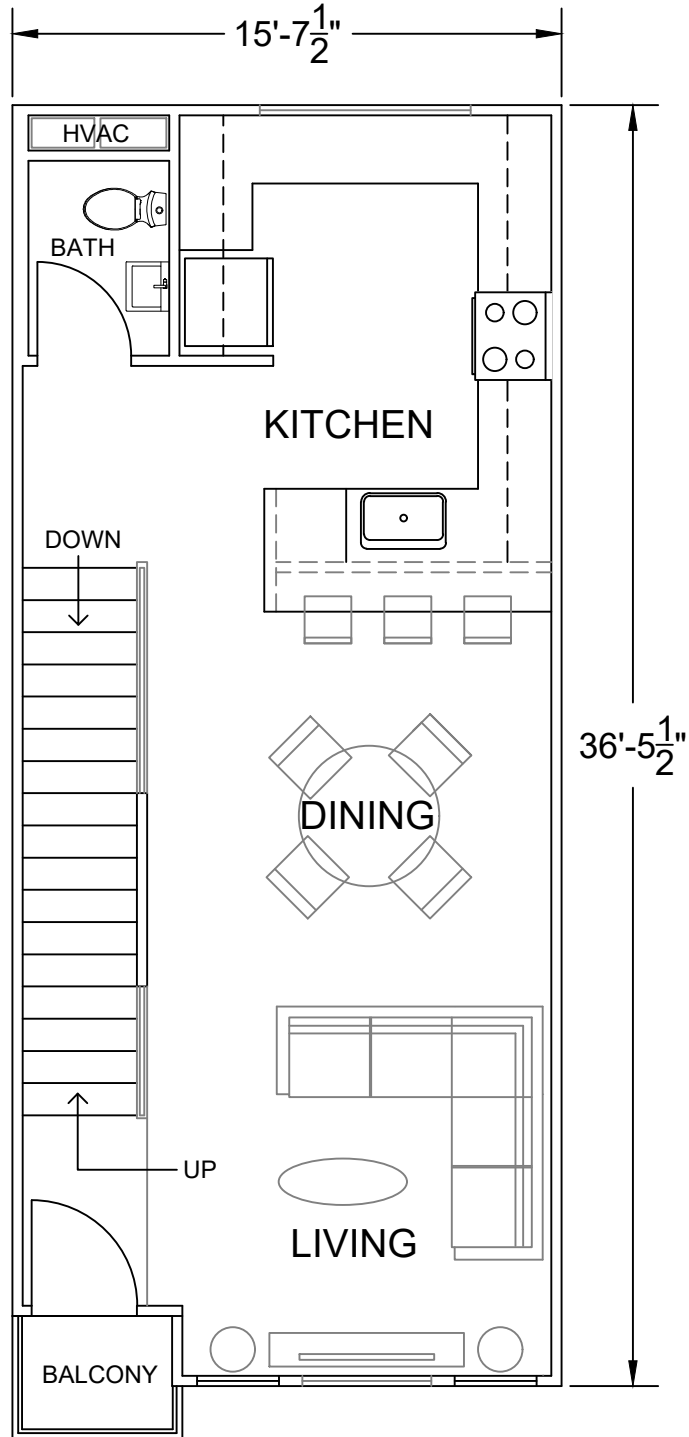 15'-7 1/2"
HVAC
BATH
KITCHEN
DOWN
36'-5 1/2"
DINING
UP
LIVING
BALCONY